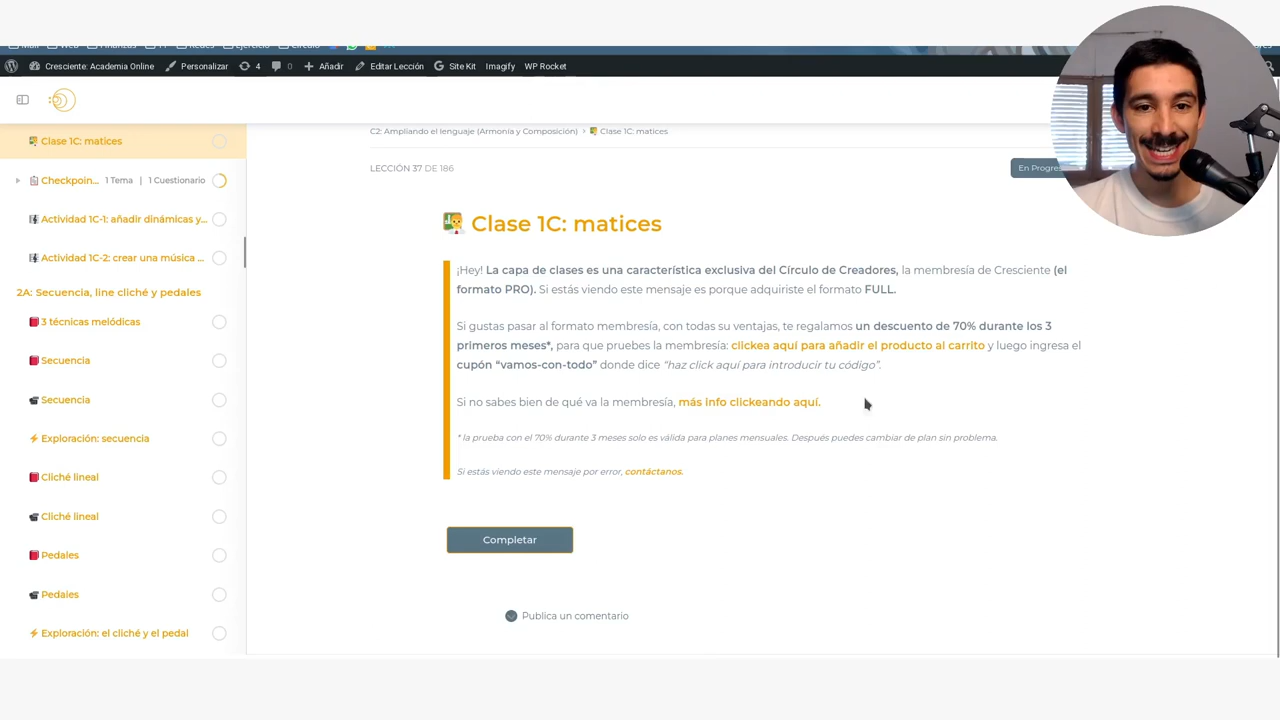 Mail Web Finanzas Redes Ejercicio Círculo
Cresciente: Academia Online Personalizar 4 0 Añadir Editar Lección Site Kit Imagify WP Rocket
C2: Ampliando el lenguaje (Armonía y Composición) > Clase 1C: matices
Clase 1C: matices
LECCIÓN 37 DE 186
En Progres
Checkpoin... 1 Tema | 1 Cuestionario
Actividad 1C-1: añadir dinámicas y...
Actividad 1C-2: crear una música ...
2A: Secuencia, line cliché y pedales
3 técnicas melódicas
Secuencia
Secuencia
Exploración: secuencia
Cliché lineal
Cliché lineal
Pedales
Pedales
Exploración: el cliché y el pedal
Clase 1C: matices
¡Hey! La capa de clases es una característica exclusiva del Círculo de Creadores, la membresía de Cresciente (el
formato PRO). Si estás viendo este mensaje es porque adquiriste el formato FULL.
Si gustas pasar al formato membresía, con todas su ventajas, te regalamos un descuento de 70% durante los 3
primeros meses*, para que pruebes la membresía: clickea aquí para añadir el producto al carrito y luego ingresa el
cupón “vamos-con-todo” donde dice “haz click aquí para introducir tu código”.
Si no sabes bien de qué va la membresía, más info clickeando aquí.
* la prueba con el 70% durante 3 meses solo es válida para planes mensuales. Después puedes cambiar de plan sin problema.
Si estás viendo este mensaje por error, contáctanos.
Completar
Publica un comentario